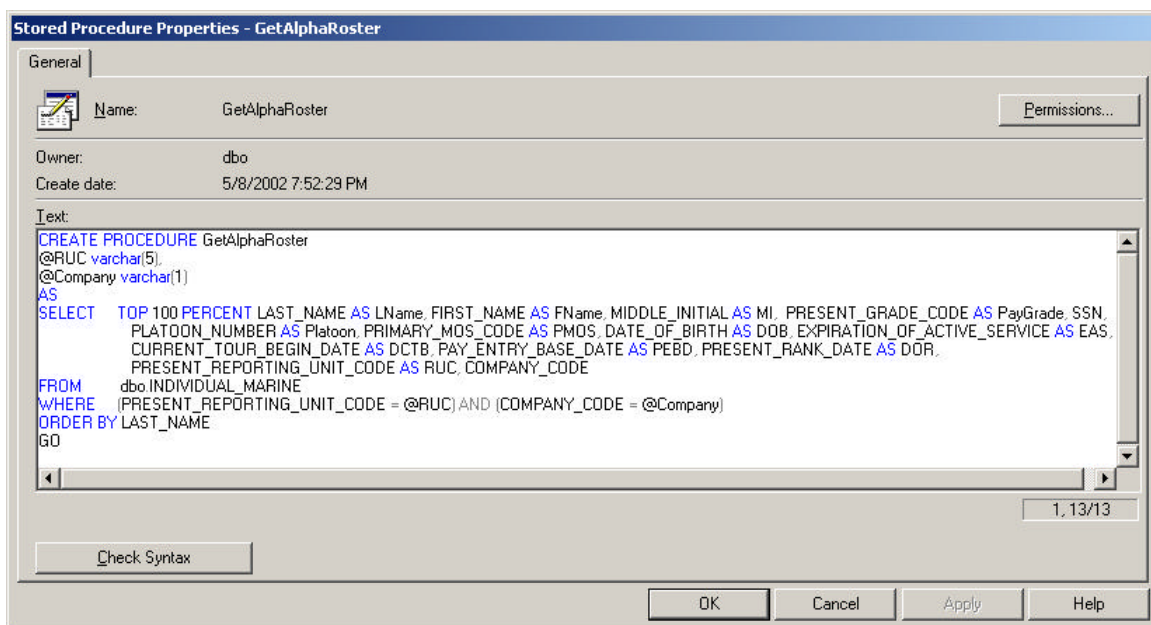 Stored Procedure Properties - GetAlphaRoster
General
Name: GetAlphaRoster
Permissions...
Owner: dbo
Create date: 5/8/2002 7:52:29 PM
Text:
CREATE PROCEDURE GetAlphaRoster
@RUC varchar(5),
@Company varchar(1)
AS
SELECT TOP 100 PERCENT LAST_NAME AS LName, FIRST_NAME AS FName, MIDDLE_INITIAL AS MI, PRESENT_GRADE_CODE AS PayGrade, SSN,
PLATOON_NUMBER AS Platoon, PRIMARY_MOS_CODE AS PMOS, DATE_OF_BIRTH AS DOB, EXPIRATION_OF_ACTIVE_SERVICE AS EAS,
CURRENT_TOUR_BEGIN_DATE AS DCTB, PAY_ENTRY_BASE_DATE AS PEBD, PRESENT_RANK_DATE AS DOR,
PRESENT_REPORTING_UNIT_CODE AS RUC, COMPANY_CODE
FROM dbo.INDIVIDUAL_MARINE
WHERE (PRESENT_REPORTING_UNIT_CODE = @RUC) AND (COMPANY_CODE = @Company)
ORDER BY LAST_NAME
GO
1, 13/13
Check Syntax
OK Cancel Apply Help